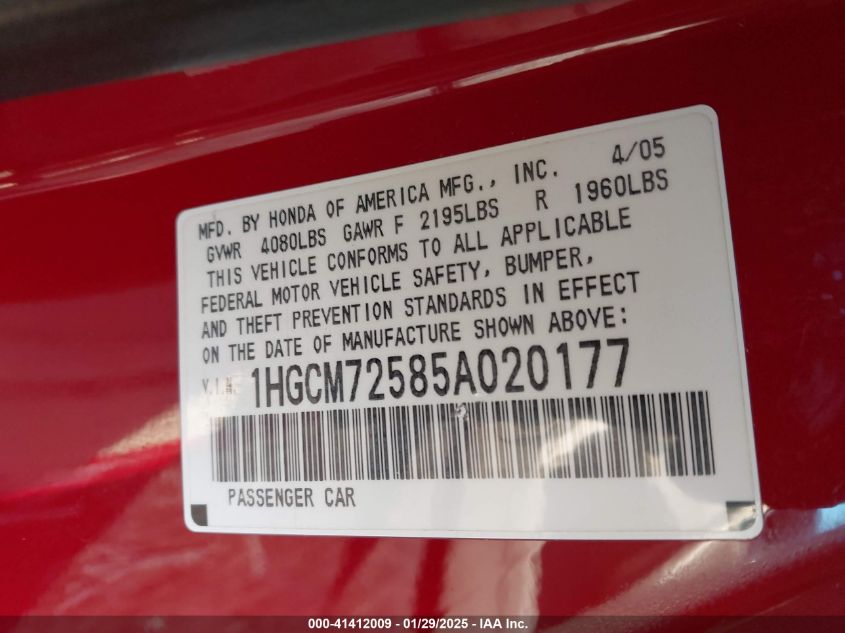 MFD. BY HONDA OF AMERICA MFG., INC. 4/05
GVWR 4080LBS GAWR F 2195LBS R 1960LBS
THIS VEHICLE CONFORMS TO ALL APPLICABLE
FEDERAL MOTOR VEHICLE SAFETY, BUMPER,
AND THEFT PREVENTION STANDARDS IN EFFECT
ON THE DATE OF MANUFACTURE SHOWN ABOVE:
V.I.N. 1HGCM72585A020177
PASSENGER CAR
000-41412009 - 01/29/2025 - IAA Inc.